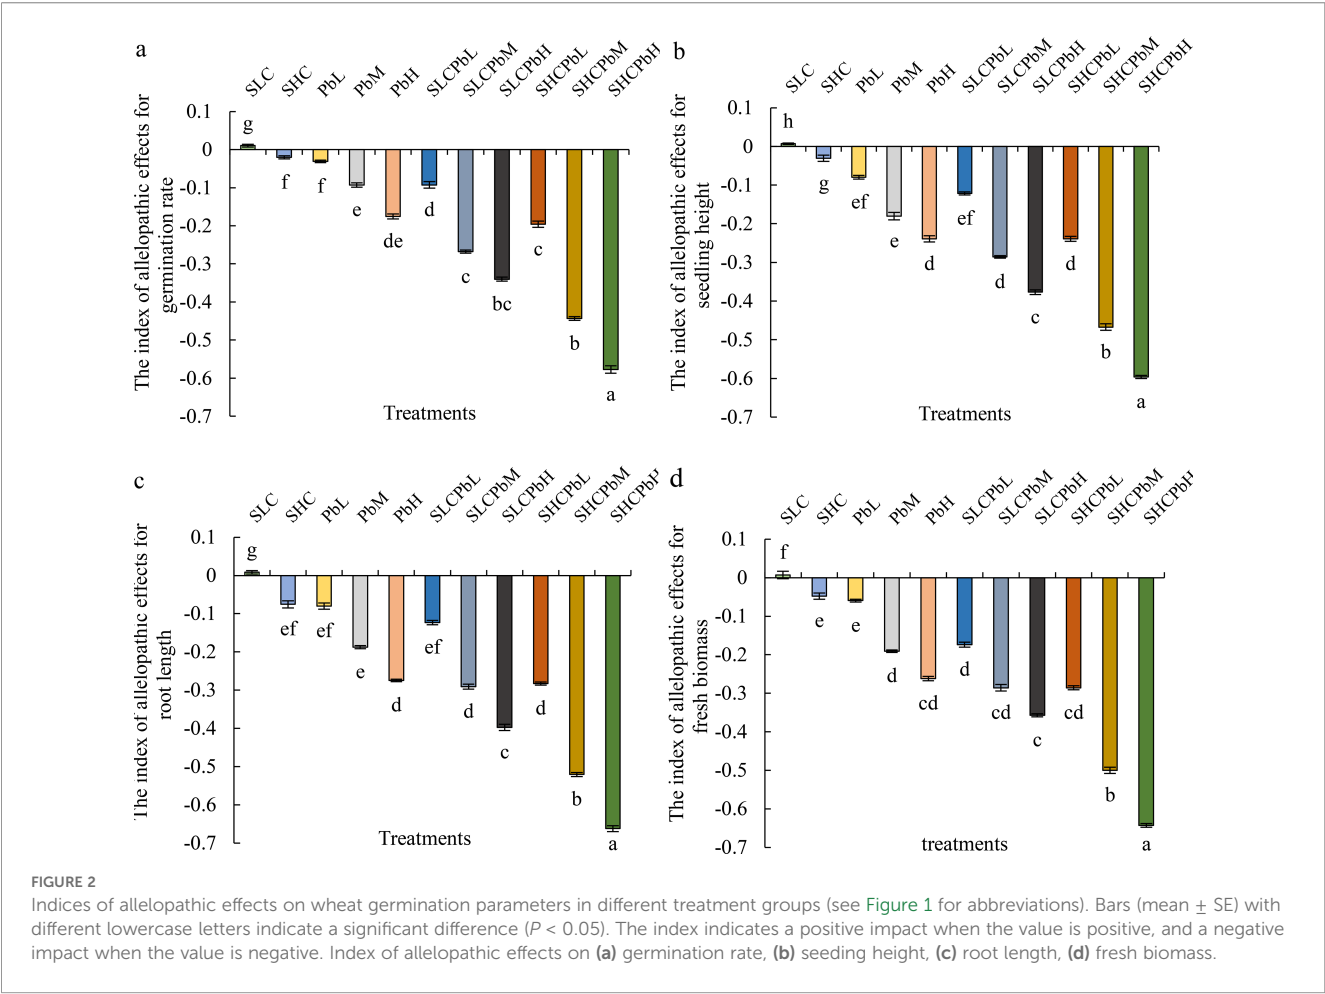 a
SLC SHC PbL PbM PbH SLCPbL SLCPbM SLCPbH SHCPbL SHCPbM SHCPbH
The index of allelopathic effects for
germination rate
0.1
0
-0.1
-0.2
-0.3
-0.4
-0.5
-0.6
-0.7
g f f e de d c bc c b a
Treatments
b
SLC SHC PbL PbM PbH SLCPbL SLCPbM SLCPbH SHCPbL SHCPbM SHCPbH
The index of allelopathic effects for
seedling height
0.1
0
-0.1
-0.2
-0.3
-0.4
-0.5
-0.6
-0.7
h g ef e d ef d c d b a
Treatments
c
SLC SHC PbL PbM PbH SLCPbL SLCPbM SLCPbH SHCPbL SHCPbM SHCPbH
The index of allelopathic effects for
root length
0.1
0
-0.1
-0.2
-0.3
-0.4
-0.5
-0.6
-0.7
g ef ef e d ef d c d b a
Treatments
d
SLC SHC PbL PbM PbH SLCPbL SLCPbM SLCPbH SHCPbL SHCPbM SHCPbH
The index of allelopathic effects for
fresh biomass
0.1
0
-0.1
-0.2
-0.3
-0.4
-0.5
-0.6
-0.7
f e e d cd d cd c cd b a
treatments
FIGURE 2
Indices of allelopathic effects on wheat germination parameters in different treatment groups (see Figure 1 for abbreviations). Bars (mean ± SE) with
different lowercase letters indicate a significant difference (P < 0.05). The index indicates a positive impact when the value is positive, and a negative
impact when the value is negative. Index of allelopathic effects on (a) germination rate, (b) seeding height, (c) root length, (d) fresh biomass.